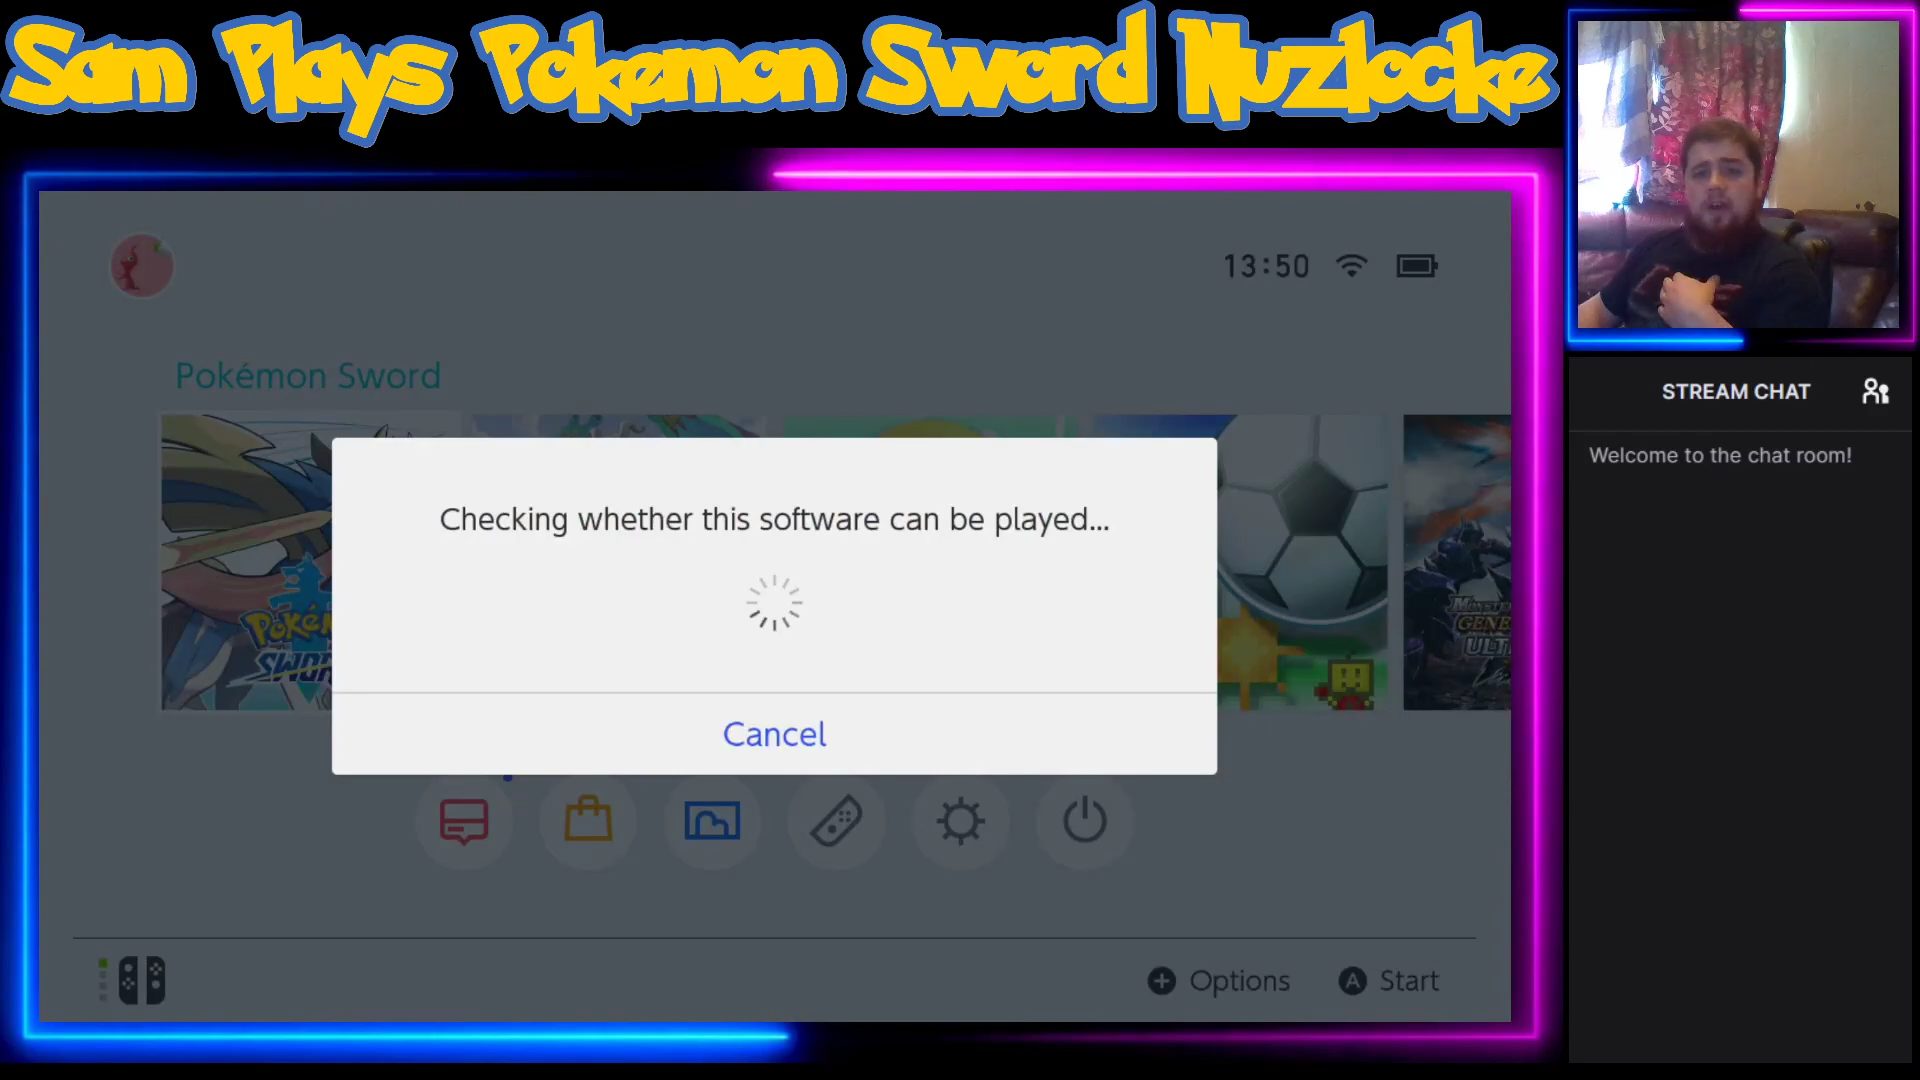 Sam Plays Pokemon Sword Nuzlocke
13:50
Pokémon Sword
Checking whether this software can be played...
Cancel
Options
Start
STREAM CHAT
Welcome to the chat room!